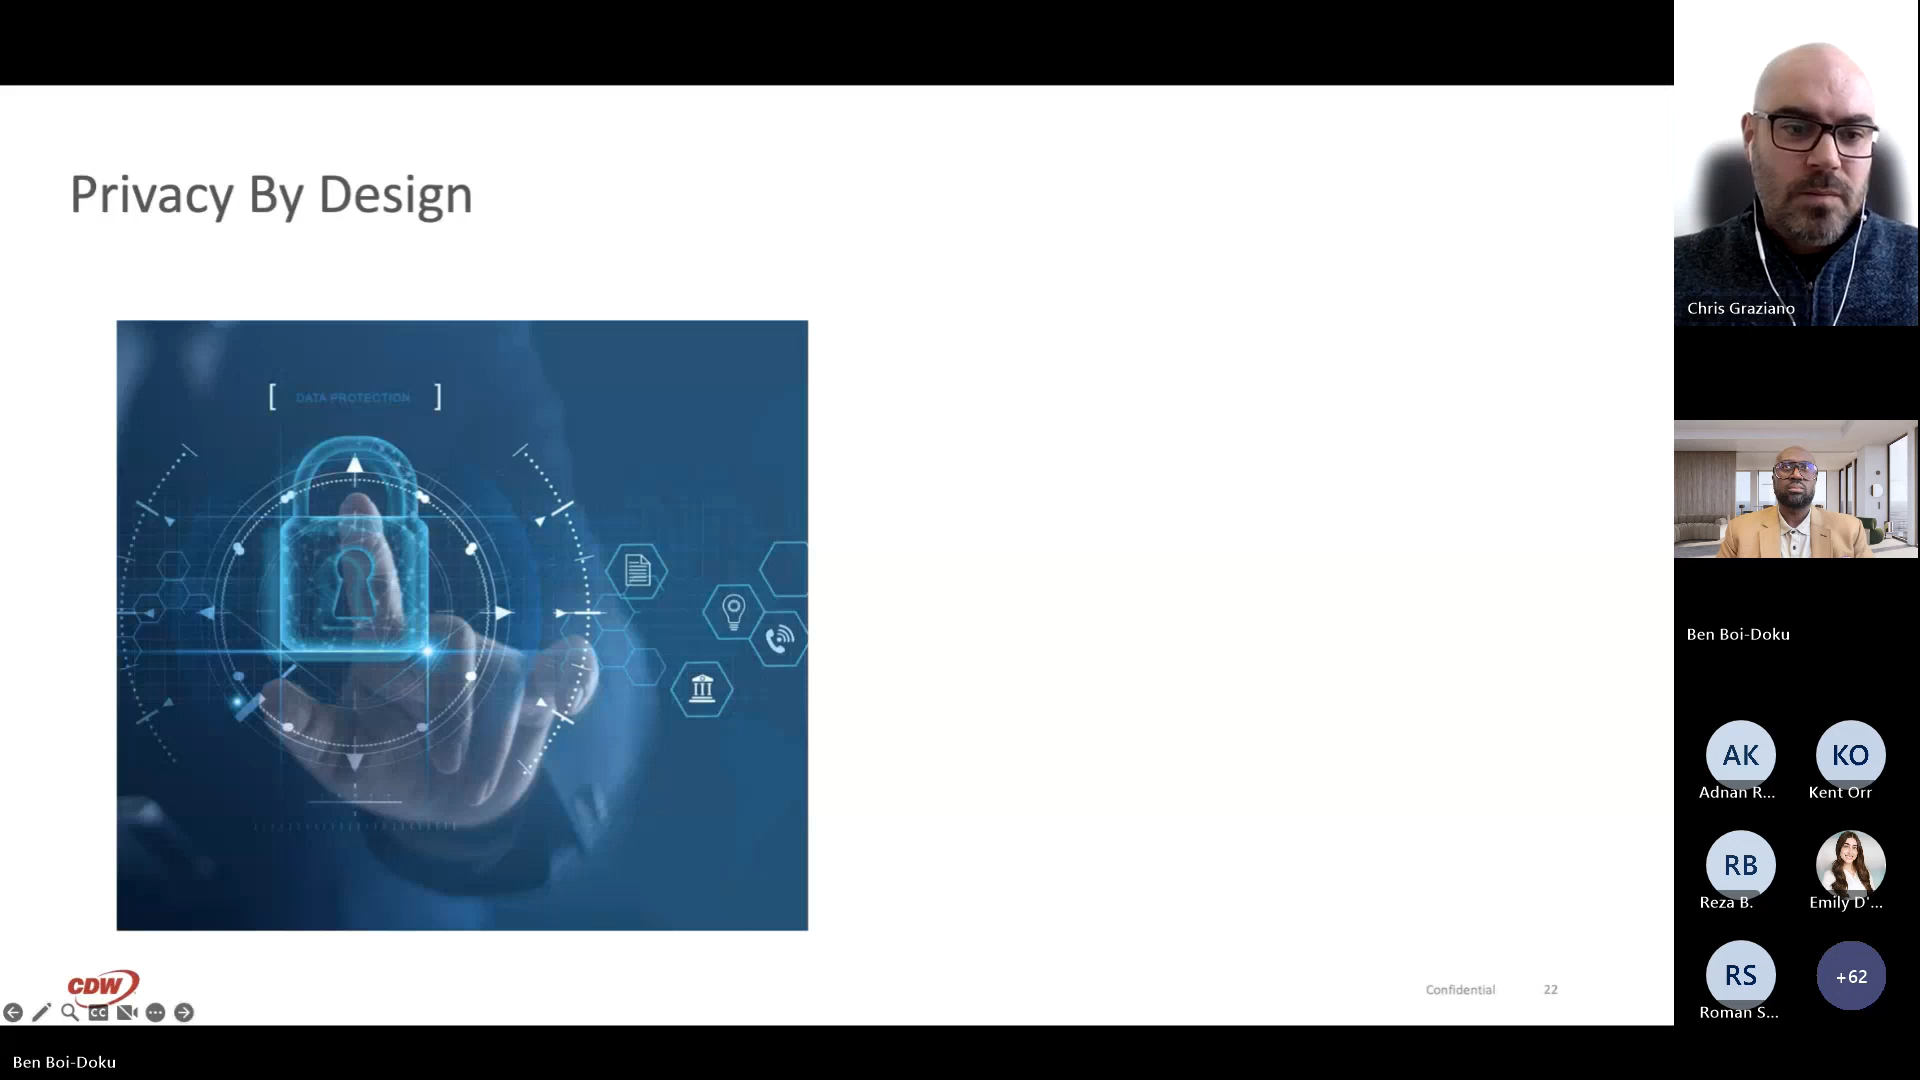 Privacy By Design
[ DATA PROTECTION ]
CDW
Confidential 22
CC
Ben Boi-Doku
Chris Graziano
Ben Boi-Doku
AK KO
Adnan R... Kent Orr
RB
Reza B. Emily D'...
RS +62
Roman S...